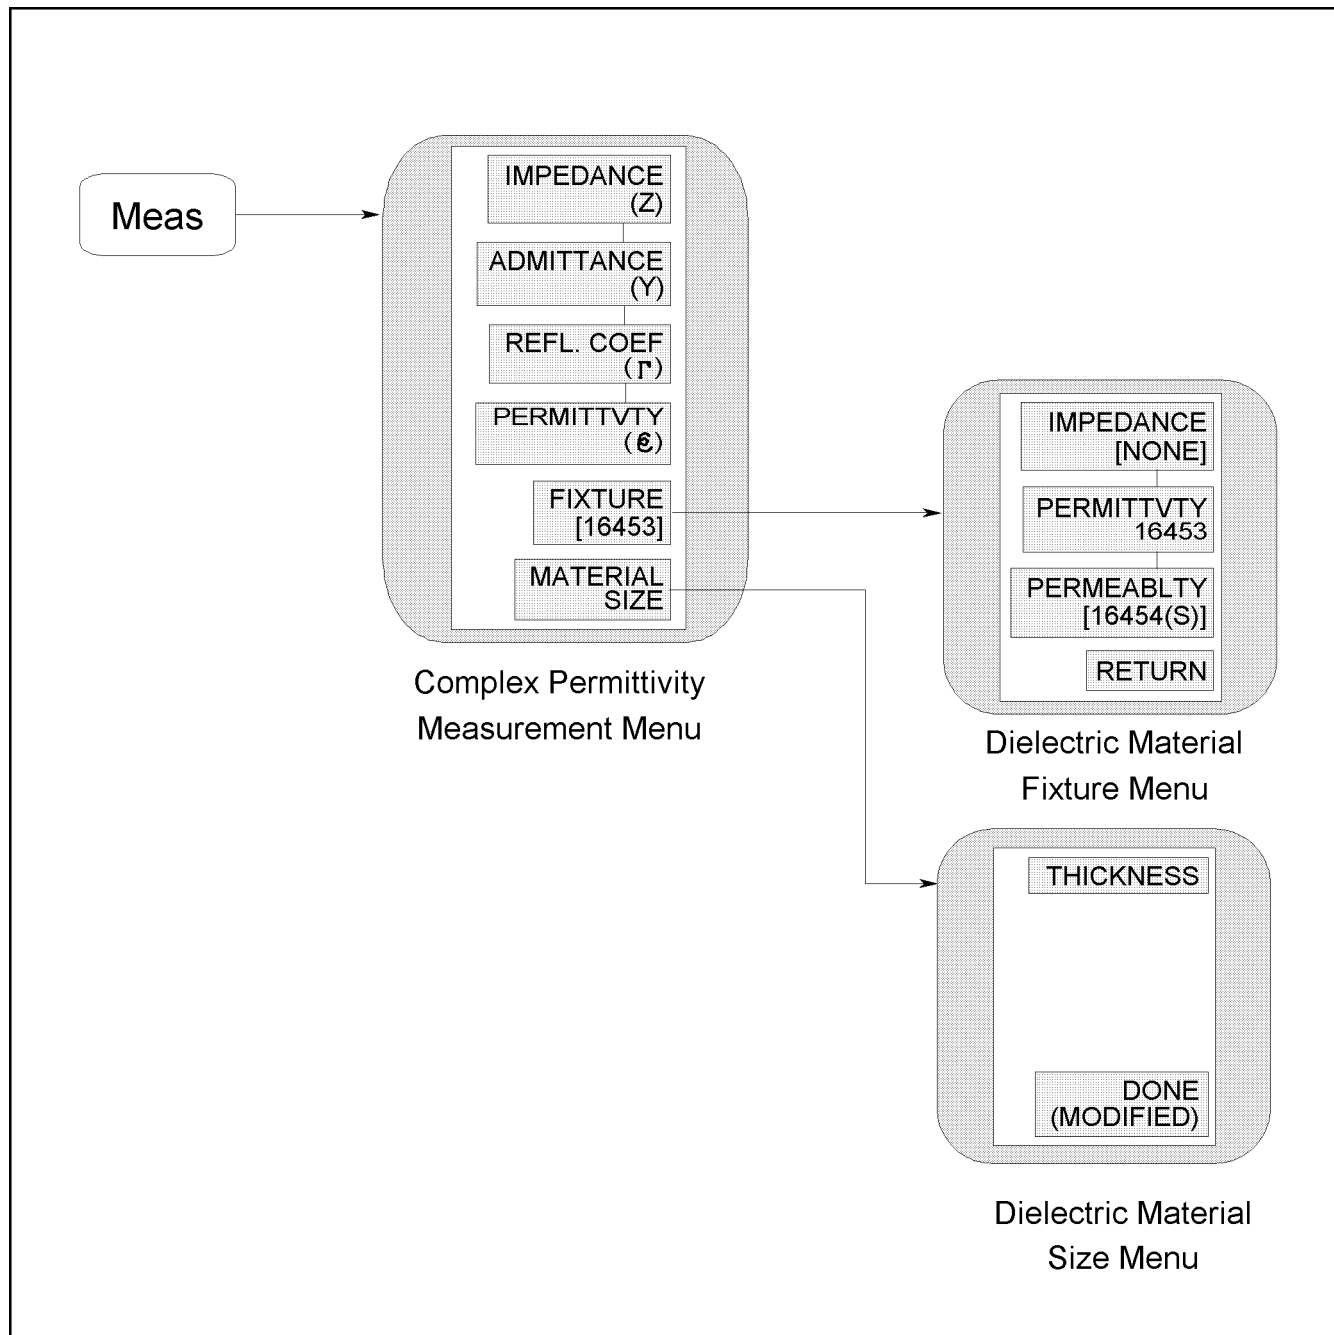 Meas
IMPEDANCE
(Z)
ADMITTANCE
(Y)
REFL. COEF
(Γ)
PERMITTVTY
(ε)
FIXTURE
[16453]
MATERIAL
SIZE
Complex Permittivity
Measurement Menu
IMPEDANCE
[NONE]
PERMITTVTY
16453
PERMEABLTY
[16454(S)]
RETURN
Dielectric Material
Fixture Menu
THICKNESS
DONE
(MODIFIED)
Dielectric Material
Size Menu